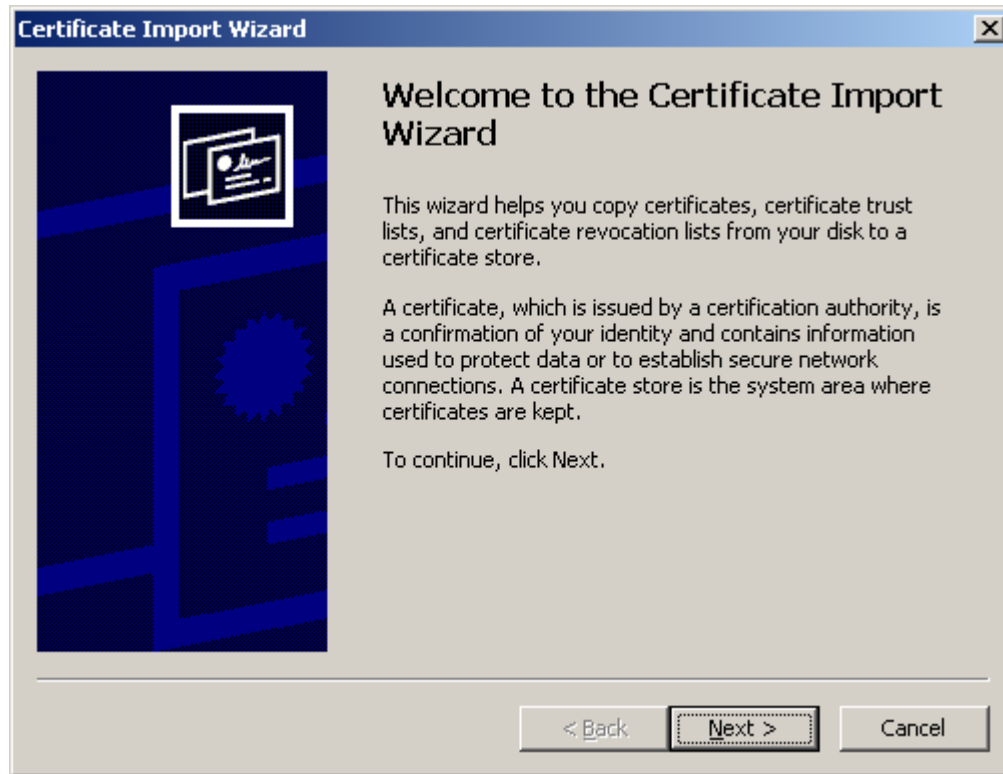 Certificate Import Wizard
Welcome to the Certificate Import
Wizard
This wizard helps you copy certificates, certificate trust
lists, and certificate revocation lists from your disk to a
certificate store.
A certificate, which is issued by a certification authority, is
a confirmation of your identity and contains information
used to protect data or to establish secure network
connections. A certificate store is the system area where
certificates are kept.
To continue, click Next.
< Back Next > Cancel